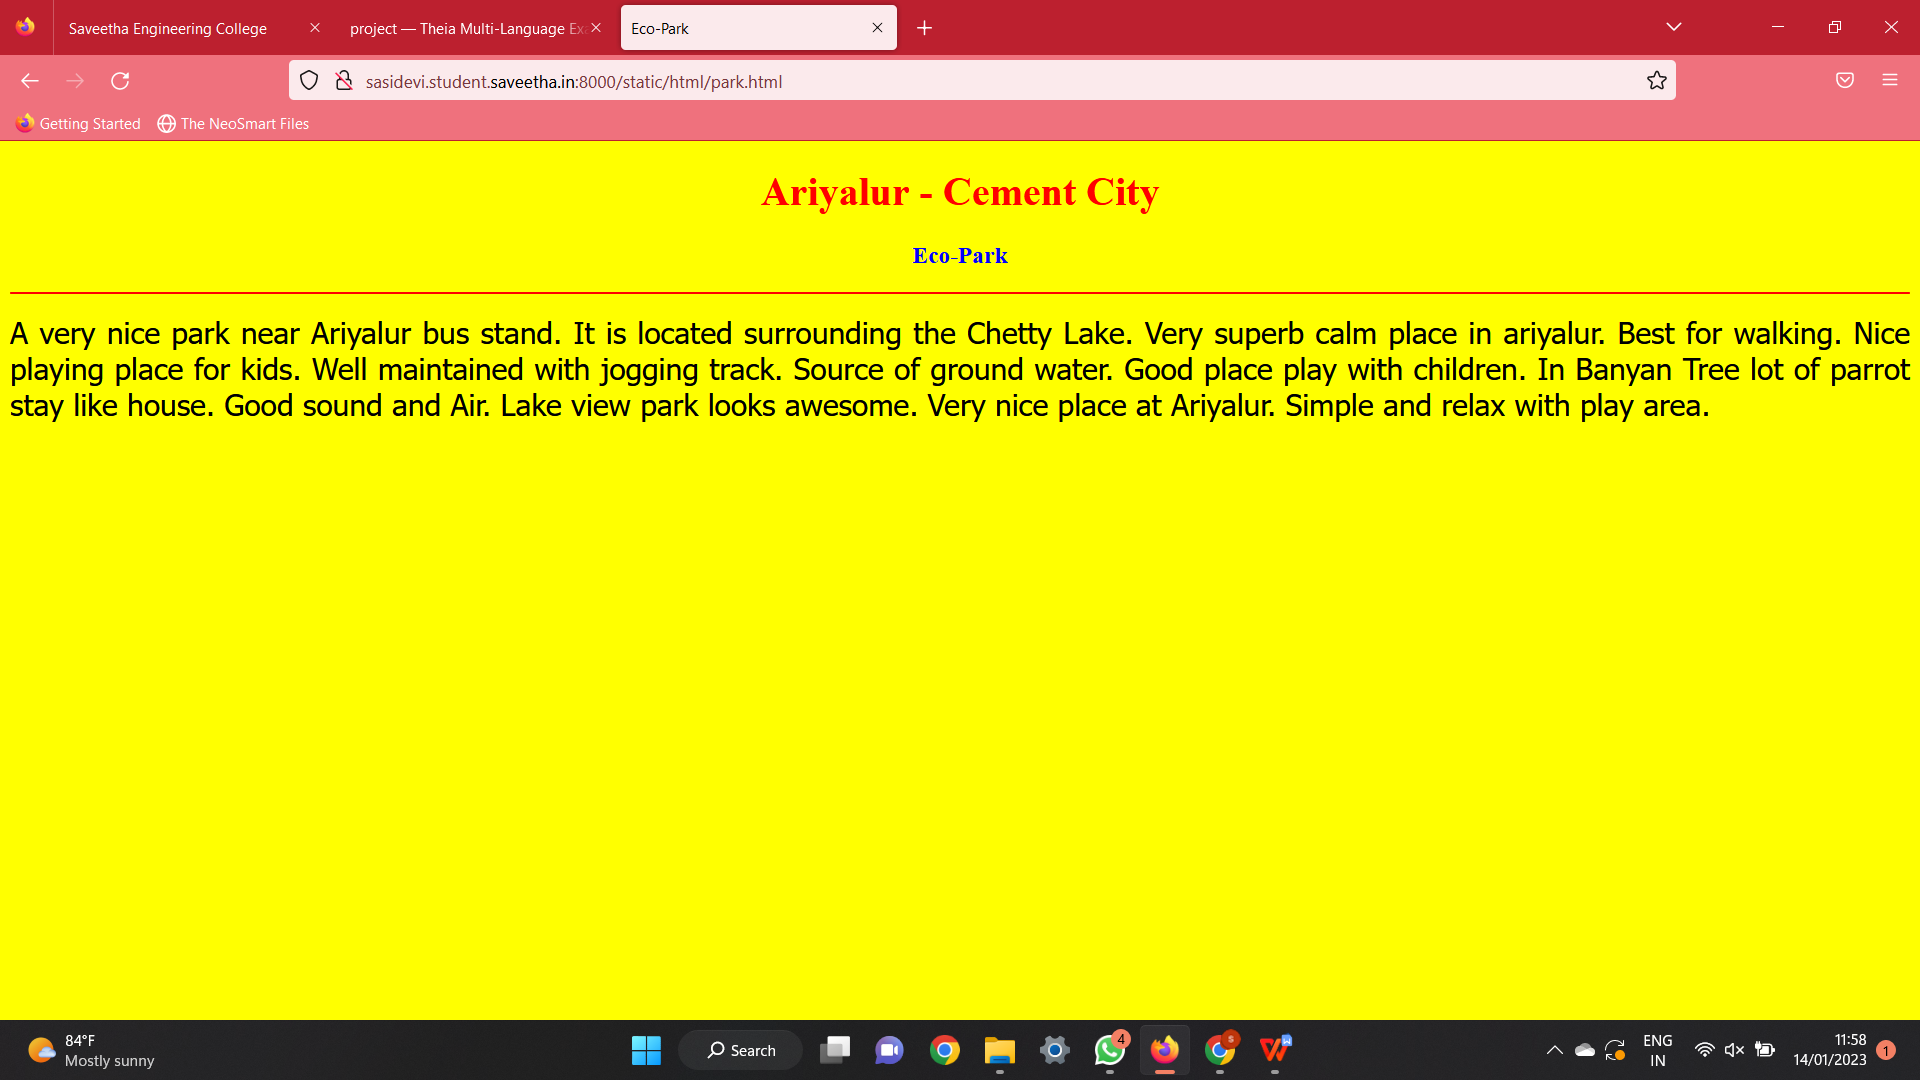 Saveetha Engineering College
project — Theia Multi-Language Ex
Eco-Park
sasidevi.student.saveetha.in:8000/static/html/park.html
Getting Started
The NeoSmart Files
Ariyalur - Cement City
Eco-Park
A very nice park near Ariyalur bus stand. It is located surrounding the Chetty Lake. Very superb calm place in ariyalur. Best for walking. Nice
playing place for kids. Well maintained with jogging track. Source of ground water. Good place play with children. In Banyan Tree lot of parrot
stay like house. Good sound and Air. Lake view park looks awesome. Very nice place at Ariyalur. Simple and relax with play area.
84°F
Mostly sunny
Search
4
s
ENG
IN
11:58
14/01/2023
1